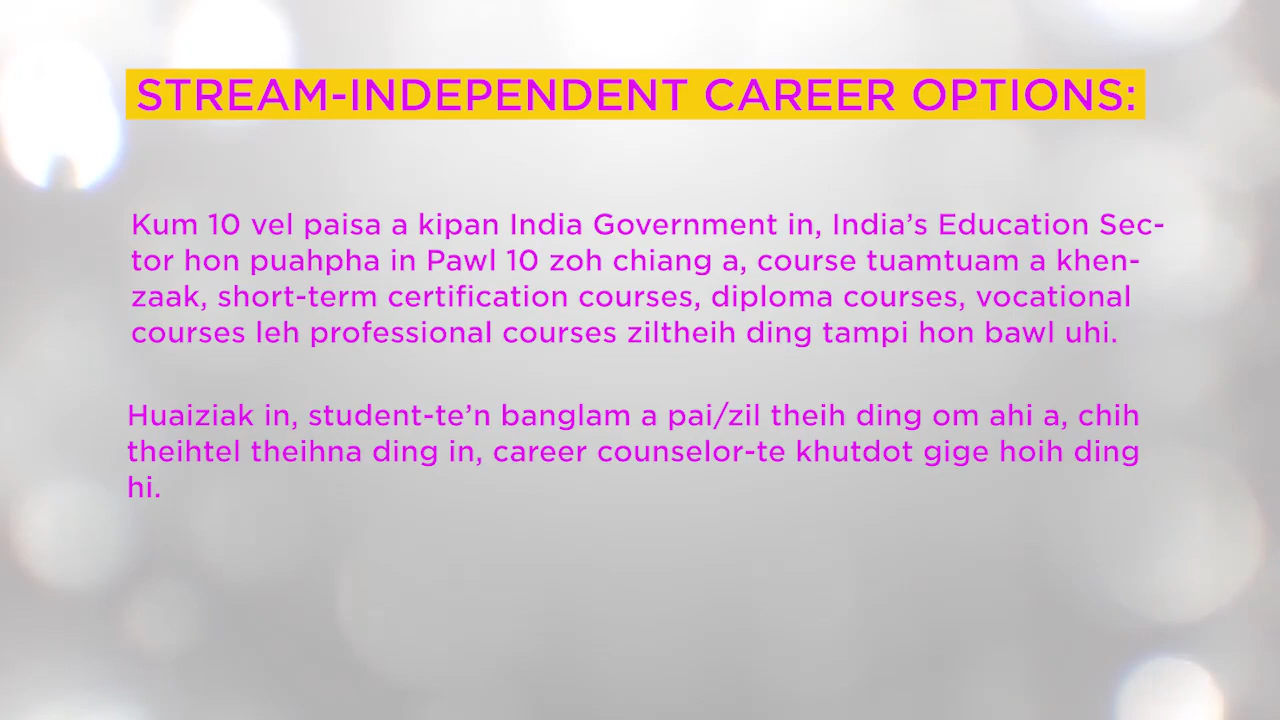 STREAM-INDEPENDENT CAREER OPTIONS:
Kum 10 vel paisa a kipan India Government in, India's Education Sec-
tor hon puahpha in Pawl 10 zoh chiang a, course tuamtuam a khen-
zaak, short-term certification courses, diploma courses, vocational
courses leh professional courses ziltheih ding tampi hon bawl uhi.
Huaiziak in, student-te'n banglam a pai/zil theih ding om ahi a, chih
theihtel theihna ding in, career counselor-te khutdot gige hoih ding
hi.